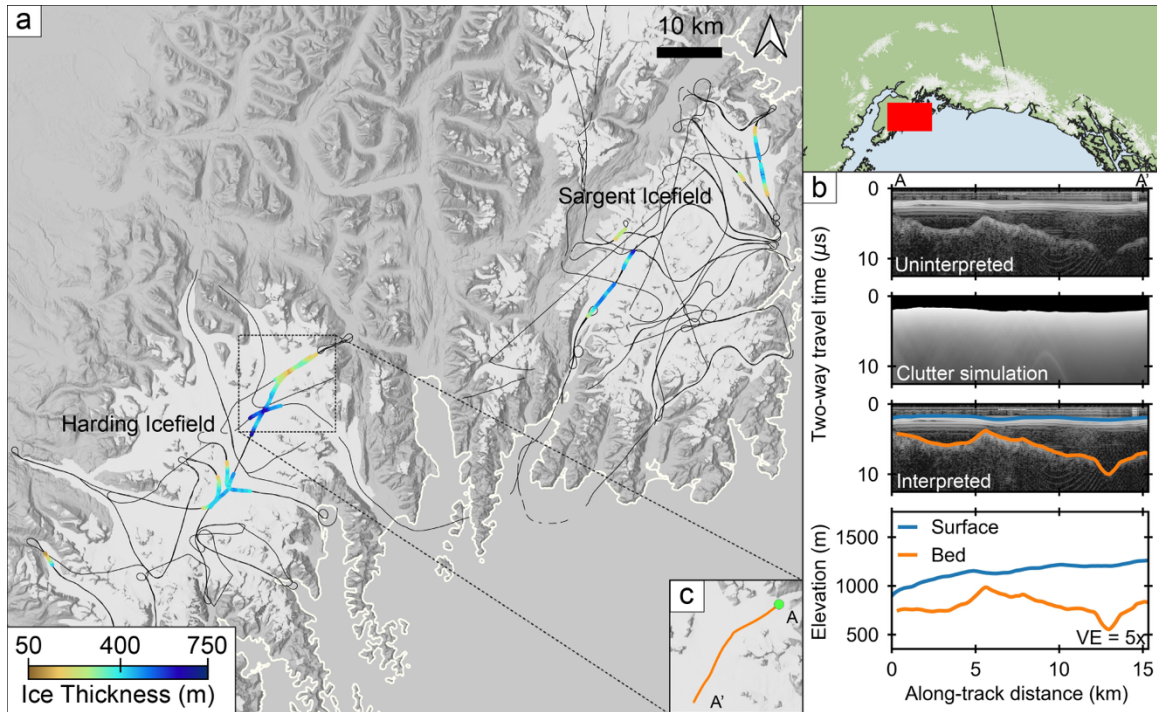 a
10 km
Sargent Icefield
Harding Icefield
50 400 750
Ice Thickness (m)
c
A
A'
b
A A'
0
10
Uninterpreted
0
10
Clutter simulation
0
10
Interpreted
Two-way travel time (μs)
Surface
Bed
1500
1000
500
Elevation (m)
VE = 5x
0 5 10 15
Along-track distance (km)